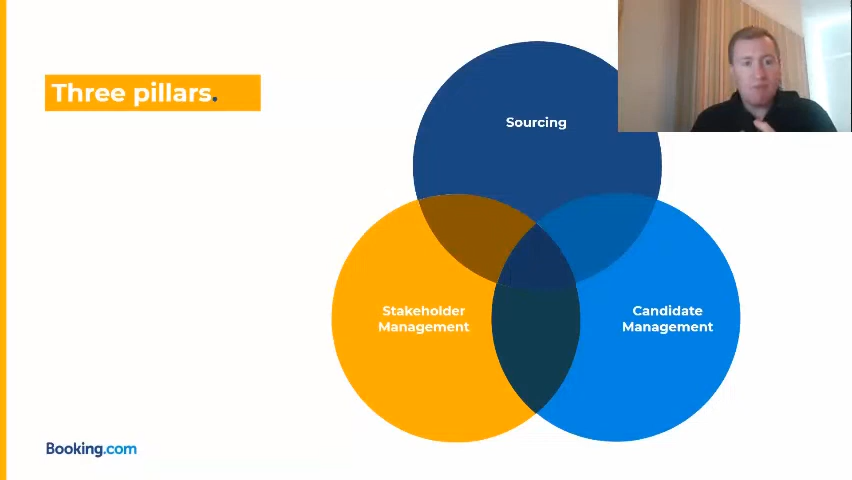 Three pillars.
Sourcing
Stakeholder
Management
Candidate
Management
Booking.com